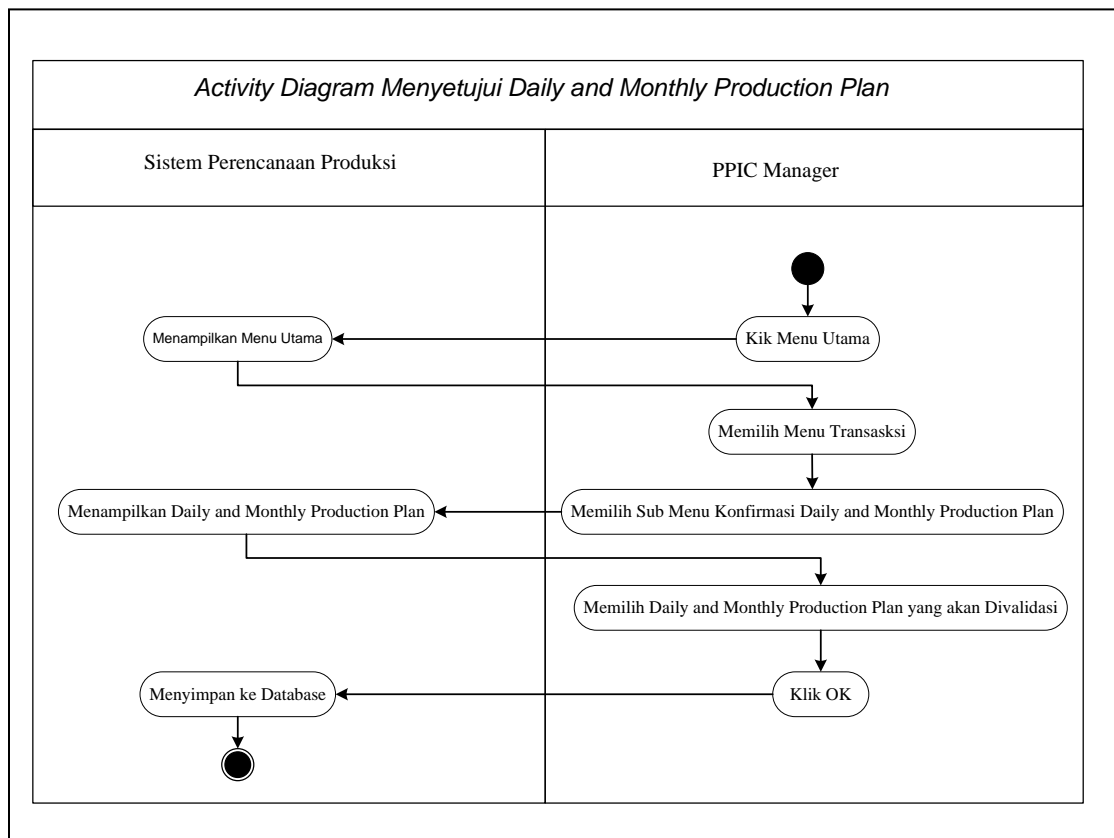 Activity Diagram Menyetujui Daily and Monthly Production Plan
Sistem Perencanaan Produksi
PPIC Manager
Kik Menu Utama
Menampilkan Menu Utama
Memilih Menu Transasksi
Memilih Sub Menu Konfirmasi Daily and Monthly Production Plan
Menampilkan Daily and Monthly Production Plan
Memilih Daily and Monthly Production Plan yang akan Divalidasi
Klik OK
Menyimpan ke Database